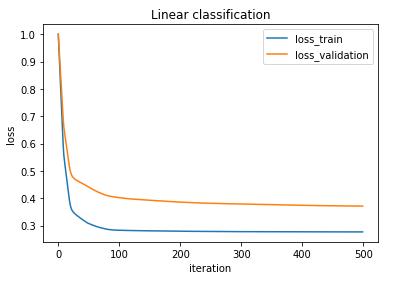 Linear classification
loss_train
loss_validation
1.0
0.9
0.8
0.7
0.6
0.5
0.4
0.3
loss
0 100 200 300 400 500
iteration